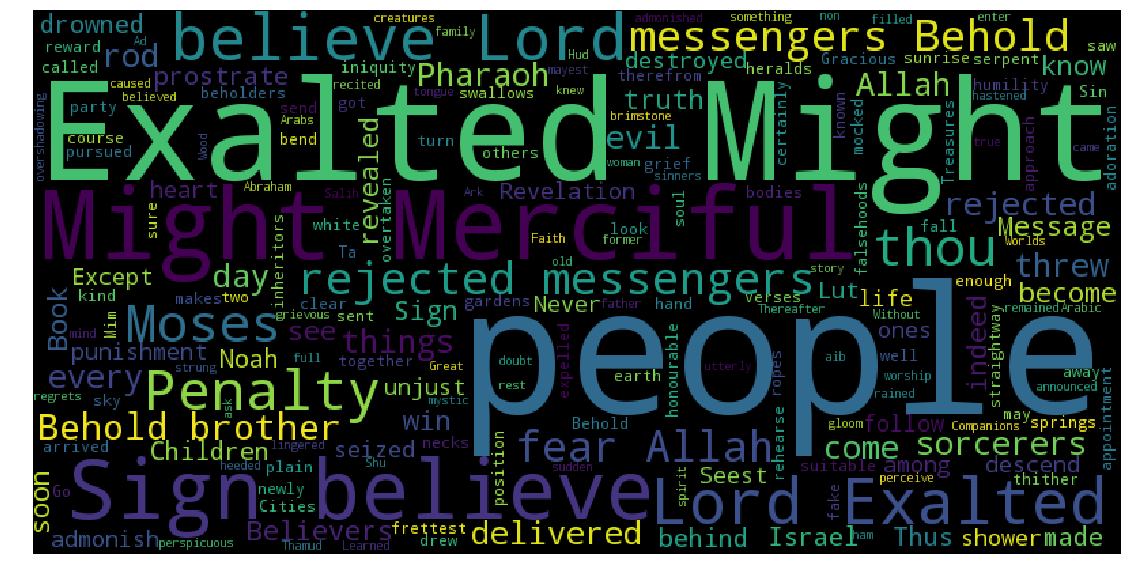 drowned believe Lord messengers Behold
creatures family admonished something non filled enter
Ad Hud Gracious sunrise saw
reward rod iniquity Pharaoh destroyed heralds serpent know
called prostrate recited swallows therefrom mayest Allah humility Sin
caused believed beholders tongue knew truth
party got brimstone hastened
Exalted Might
overshadowing course pursued Wood Arabs bend send turn others woman sinners evil certainly mocked known Treasures approach true came adoration
Might Merciful
sure heart Abraham Salih revealed overtaken Ark Revelation grief bodies soul falsehoods rejected
white look Faith former thou fall Message Worlds
inheritors Ta
Except day rejected messengers story threw
kind old enough
Book makes two clear gardens Never father hand verses Lut life become
Mim grievous sent Sign Thereafter Without remained Arabic
mind Moses see things people ones indeed straightway
punishment Noah full together Great doubt expelled honourable utterly aib well away
every strung unjust rest earth ropes worship announced
regrets sky Penalty ask mystic rained
Behold brother win Behold gloom Companions may springs
arrived lingered necks fear Allah position rehearse come follow sorcerers appointment
Children seized heeded Shu sudden suitable among descend
soon Go plain Sign believe Seest spirit perceive thither
newly Cities Lord Exalted
Believers frettest fake
admonish perspicuous Thamud drew Learned delivered behind Israel ham Thus shower made